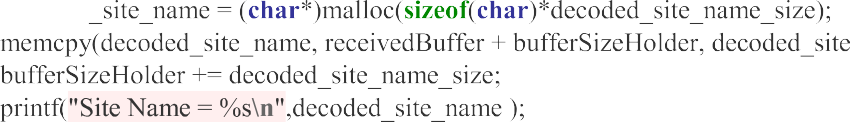 _site_name = (char*)malloc(sizeof(char)*decoded_site_name_size);
memcpy(decoded_site_name, receivedBuffer + bufferSizeHolder, decoded_site
bufferSizeHolder += decoded_site_name_size;
printf("Site Name = %s\n",decoded_site_name );